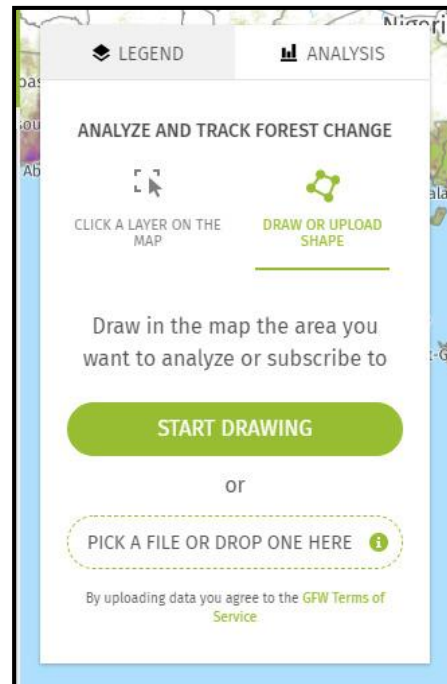 Nigeri
LEGEND
ANALYSIS
ANALYZE AND TRACK FOREST CHANGE
CLICK A LAYER ON THE
MAP
DRAW OR UPLOAD
SHAPE
Draw in the map the area you
want to analyze or subscribe to
START DRAWING
or
PICK A FILE OR DROP ONE HERE
By uploading data you agree to the GFW Terms of
Service